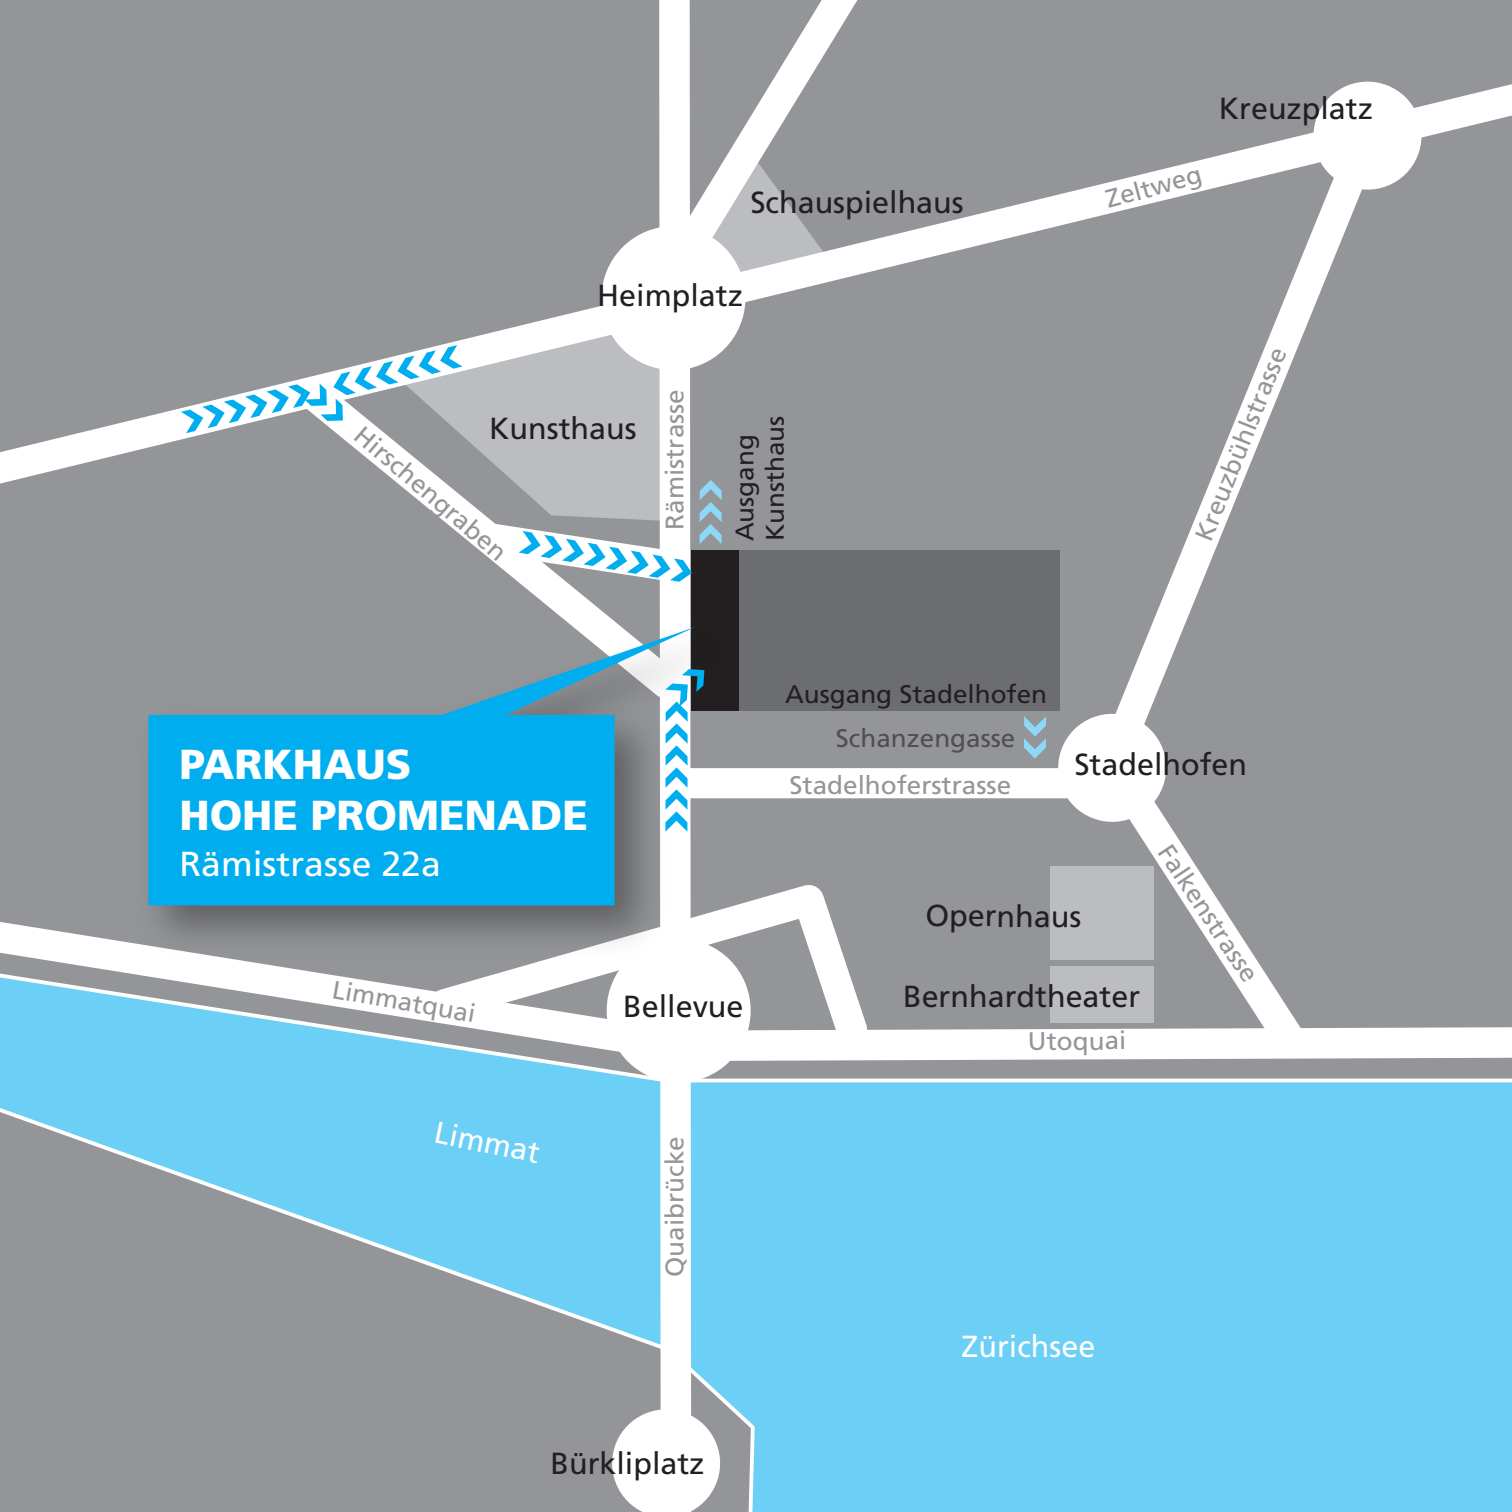 Kreuzplatz
Zeltweg
Schauspielhaus
Heimplatz
Kreuzbühlstrasse
Kunsthaus
Rämistrasse
Ausgang
Kunsthaus
Hirschengraben
Ausgang Stadelhofen
Schanzengasse
Stadelhofen
Stadelhoferstrasse
PARKHAUS
HOHE PROMENADE
Rämistrasse 22a
Falkenstrasse
Opernhaus
Bernhardtheater
Limmatquai
Bellevue
Utoquai
Limmat
Quaibrücke
Zürichsee
Bürkliplatz